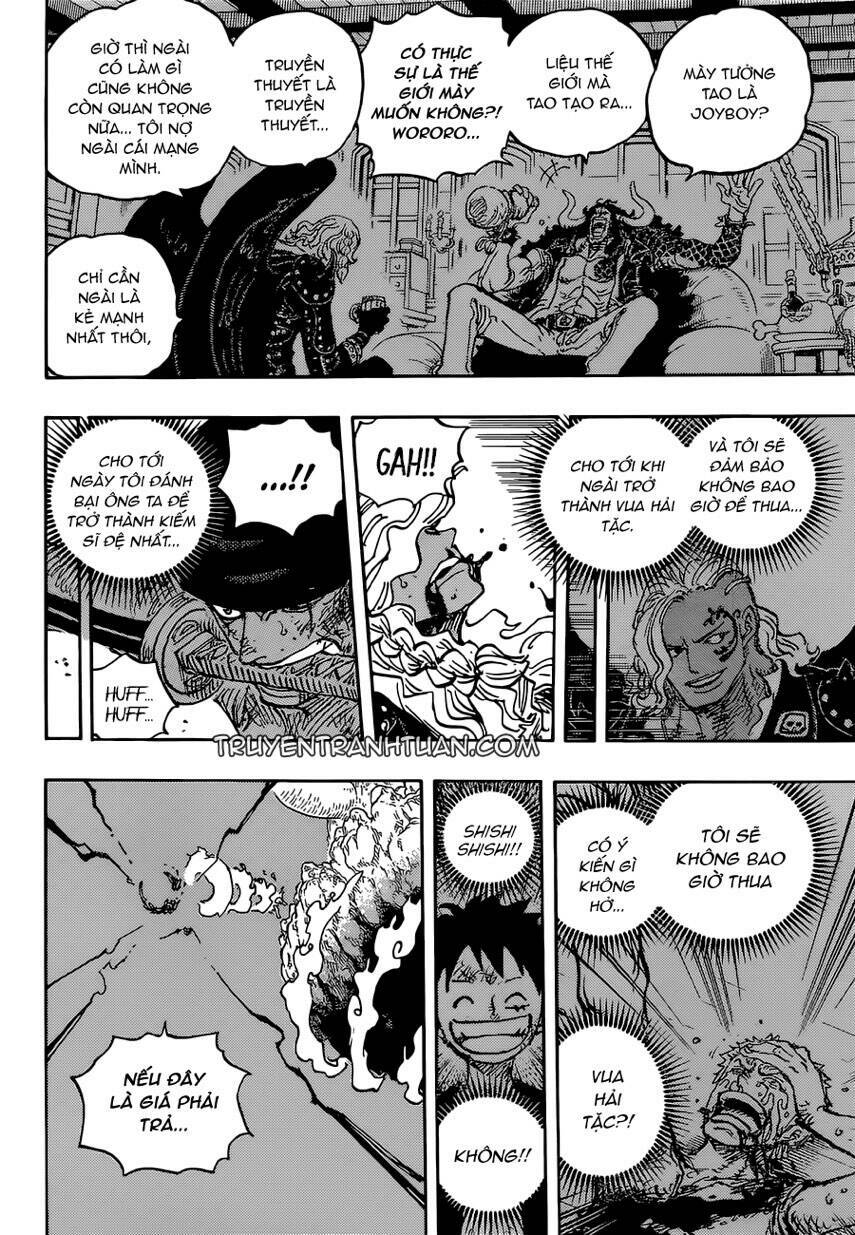 MÀY TƯỞNG
TAO LÀ
JOYBOY?
LIỆU THẾ
GIỚI MÀ
TAO TẠO RA...
CÓ THỰC
SỰ LÀ THẾ
GIỚI MÀY
MUỐN KHÔNG?!
WORORO...
TRUYỀN
THUYẾT LÀ
TRUYỀN
THUYẾT...
GIỜ THÌ NGÀI
CÓ LÀM GÌ
CŨNG KHÔNG
CÒN QUAN TRỌNG
NỮA... TÔI NỢ
NGÀI CÁI MẠNG
MÌNH.
CHỈ CẦN
NGÀI LÀ
KẺ MẠNH
NHẤT THÔI,
VÀ TÔI SẼ
ĐẢM BẢO
KHÔNG BAO
GIỜ ĐỂ THUA...
CHO TỚI KHI
NGÀI TRỞ
THÀNH VUA HẢI
TẶC.
GAH!!
...!!
CHO TỚI
NGÀY TÔI ĐÁNH
BẠI ÔNG TA ĐỂ
TRỞ THÀNH KIẾM
SĨ ĐỆ NHẤT...
HUFF...
HUFF...
TRUYENTRANHTUAN.COM
TÔI SẼ
KHÔNG BAO
GIỜ THUA
CÓ Ý
KIẾN GÌ
KHÔNG
HỞ...
VUA
HẢI
TẶC?!
SHISHI
SHISHI!!
KHÔNG!!
NẾU ĐÂY
LÀ GIÁ PHẢI
TRẢ...